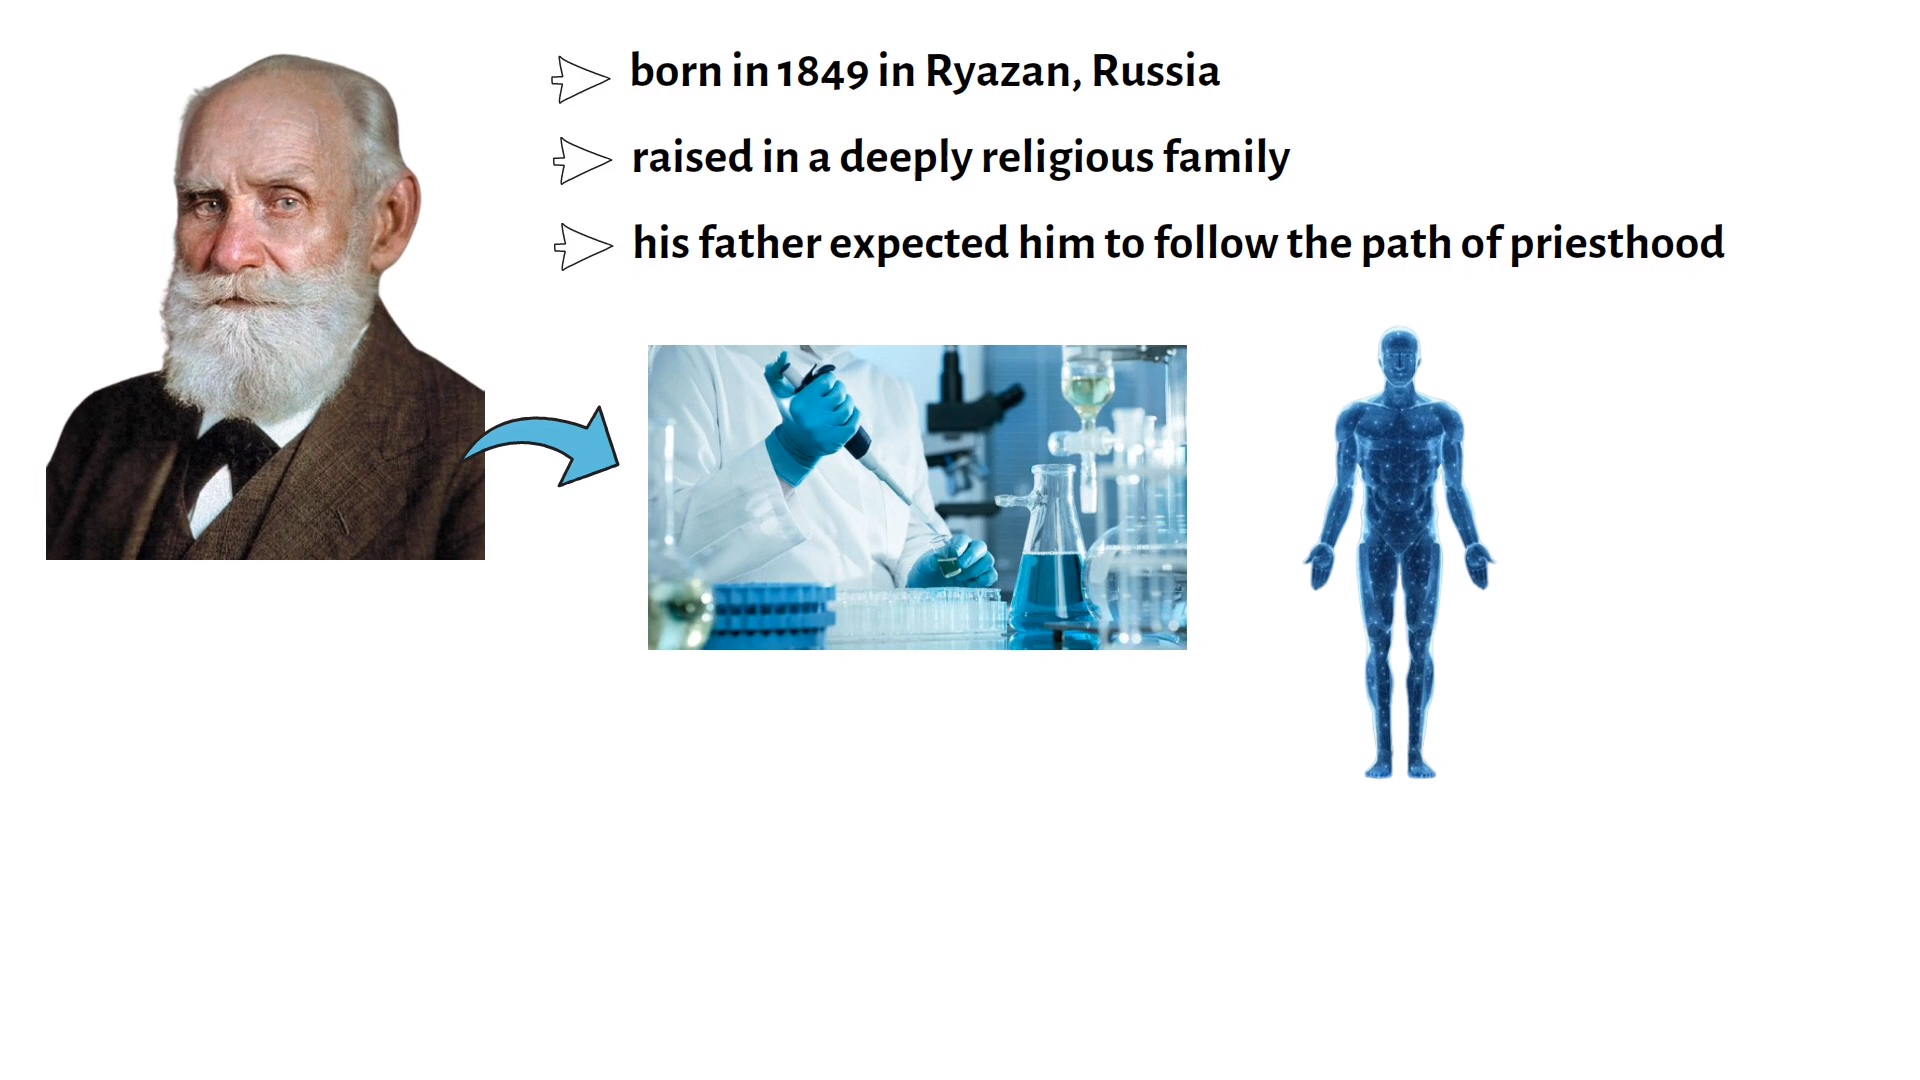 born in 1849 in Ryazan, Russia
raised in a deeply religious family
his father expected him to follow the path of priesthood